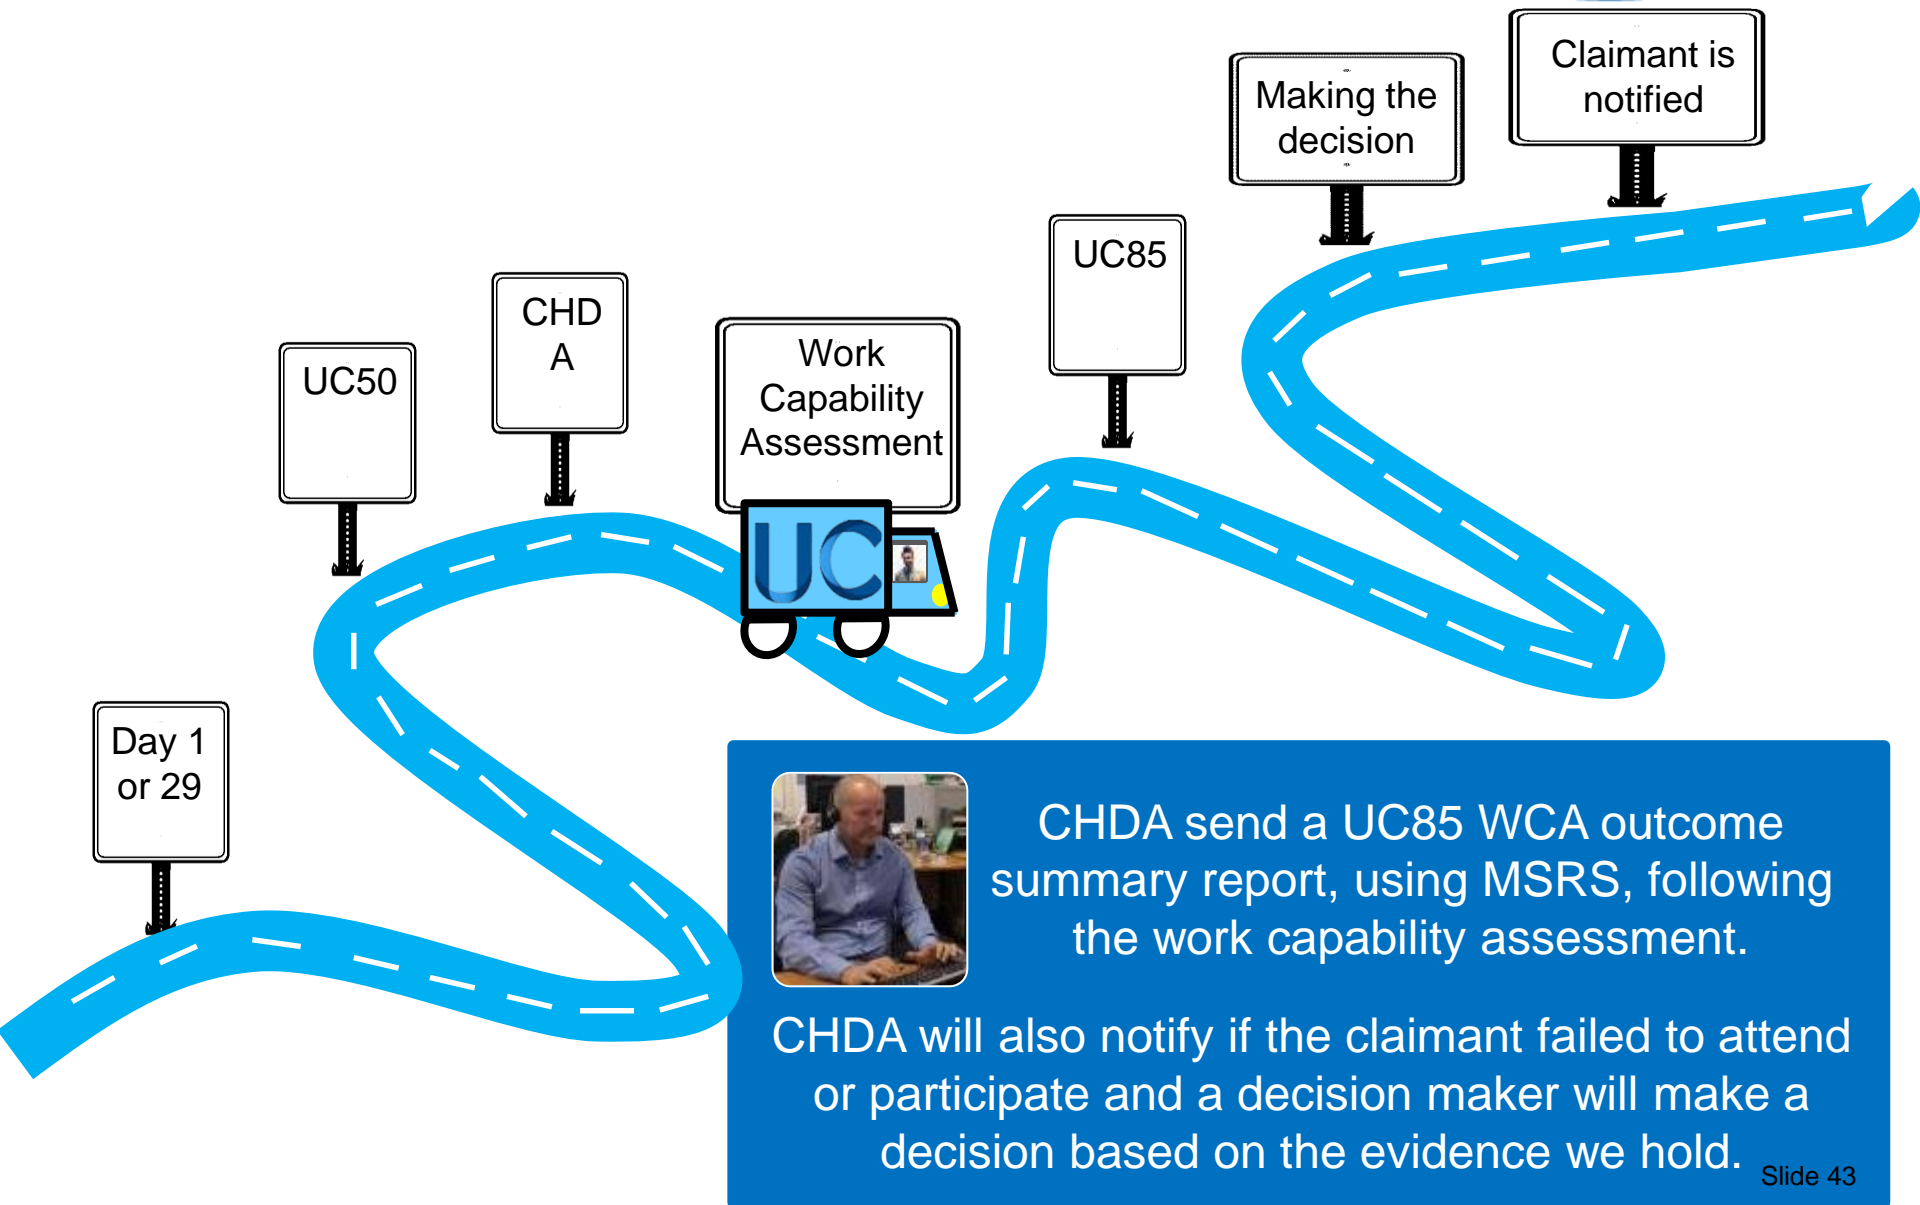 Claimant is
notified
Making the
decision
UC85
CHD
A
Work
Capability
Assessment
UC50
UC
Day 1
or 29
CHDA send a UC85 WCA outcome
summary report, using MSRS, following
the work capability assessment.
CHDA will also notify if the claimant failed to attend
or participate and a decision maker will make a
decision based on the evidence we hold.
Slide 43